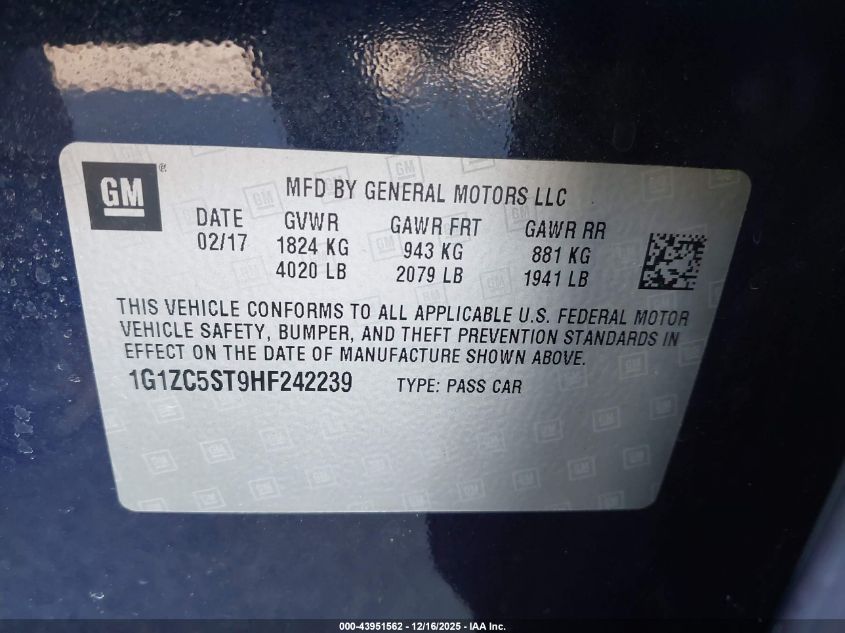 GM ®
MFD BY GENERAL MOTORS LLC
DATE GVWR GAWR FRT GAWR RR
02/17 1824 KG 943 KG 881 KG
4020 LB 2079 LB 1941 LB
THIS VEHICLE CONFORMS TO ALL APPLICABLE U.S. FEDERAL MOTOR
VEHICLE SAFETY, BUMPER, AND THEFT PREVENTION STANDARDS IN
EFFECT ON THE DATE OF MANUFACTURE SHOWN ABOVE.
1G1ZC5ST9HF242239 TYPE: PASS CAR
000-43951562 - 12/16/2025 - IAA Inc.